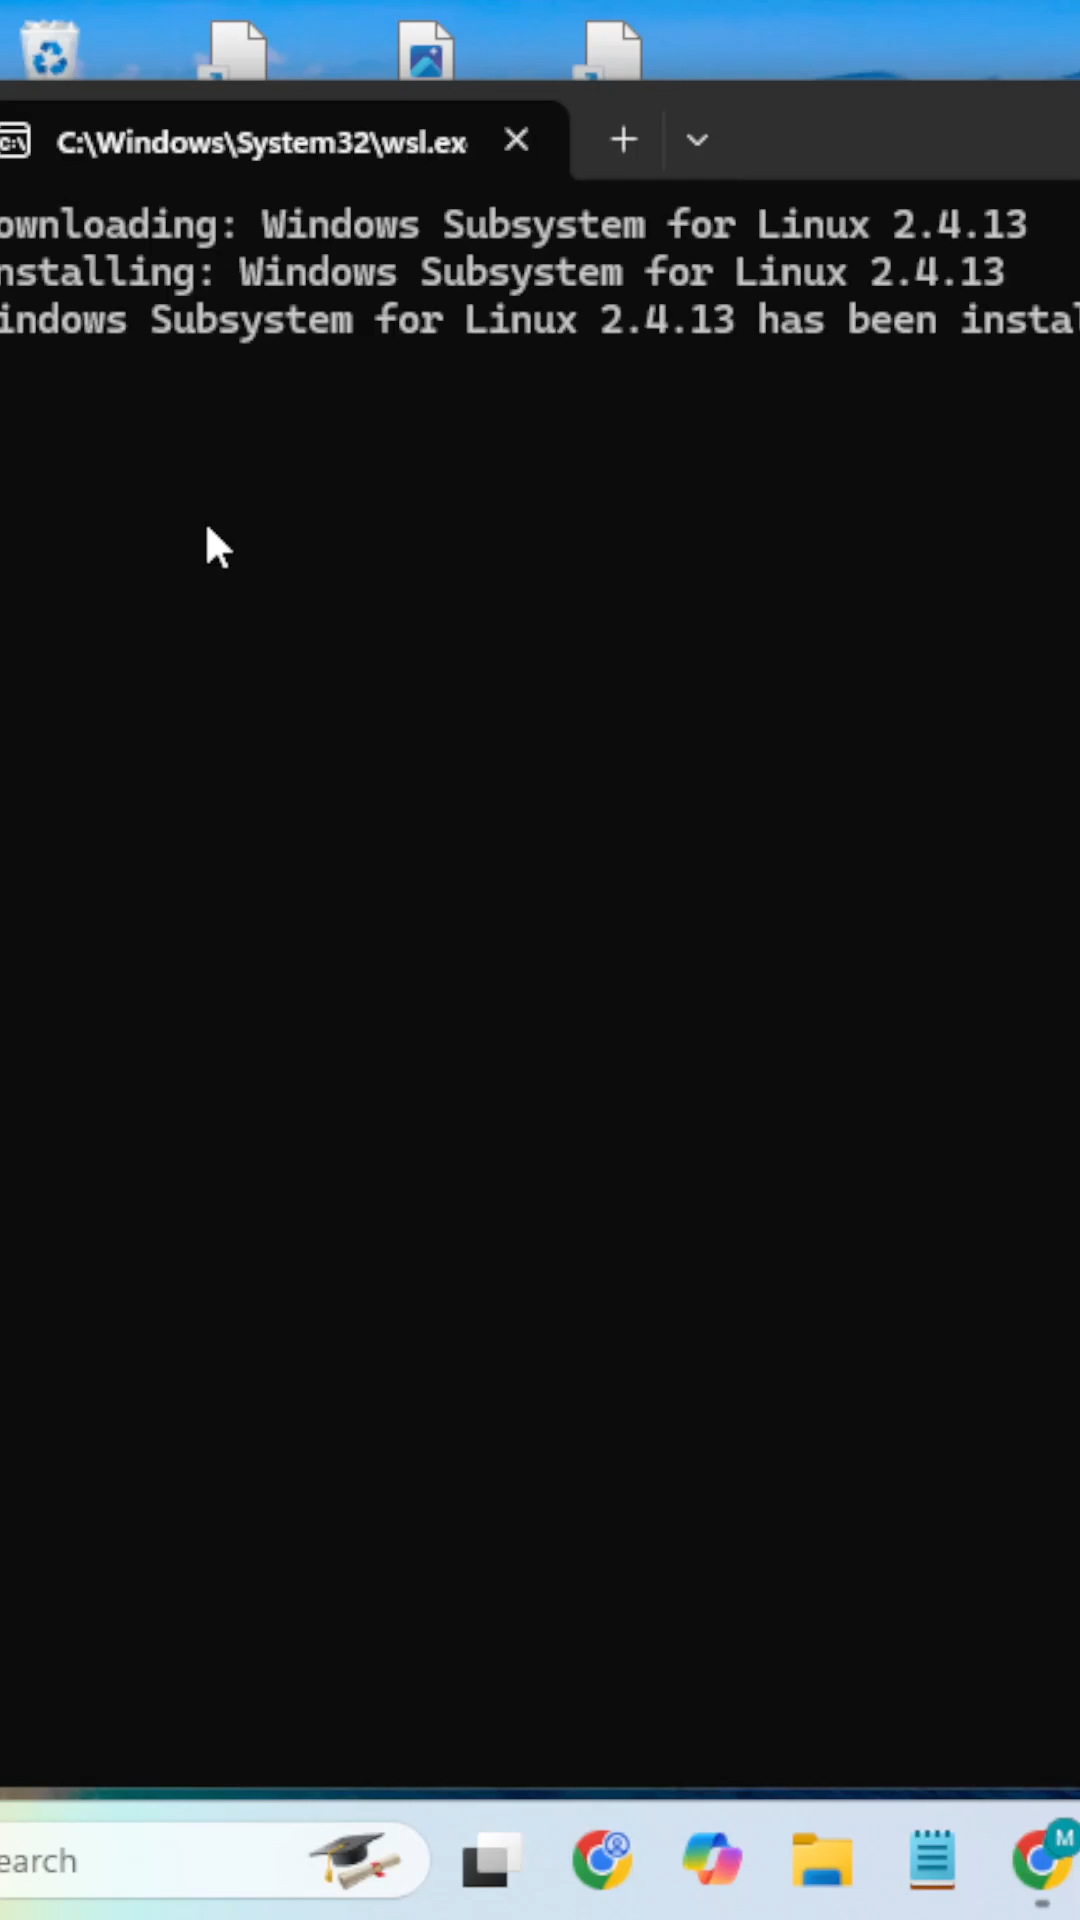 C:\Windows\System32\wsl.ex
ownloading: Windows Subsystem for Linux 2.4.13
nstalling: Windows Subsystem for Linux 2.4.13
indows Subsystem for Linux 2.4.13 has been instal
earch
M